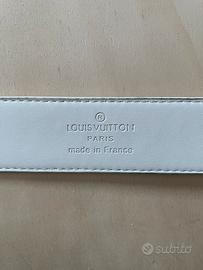 ®
LOUIS VUITTON
PARIS
made in France
subito